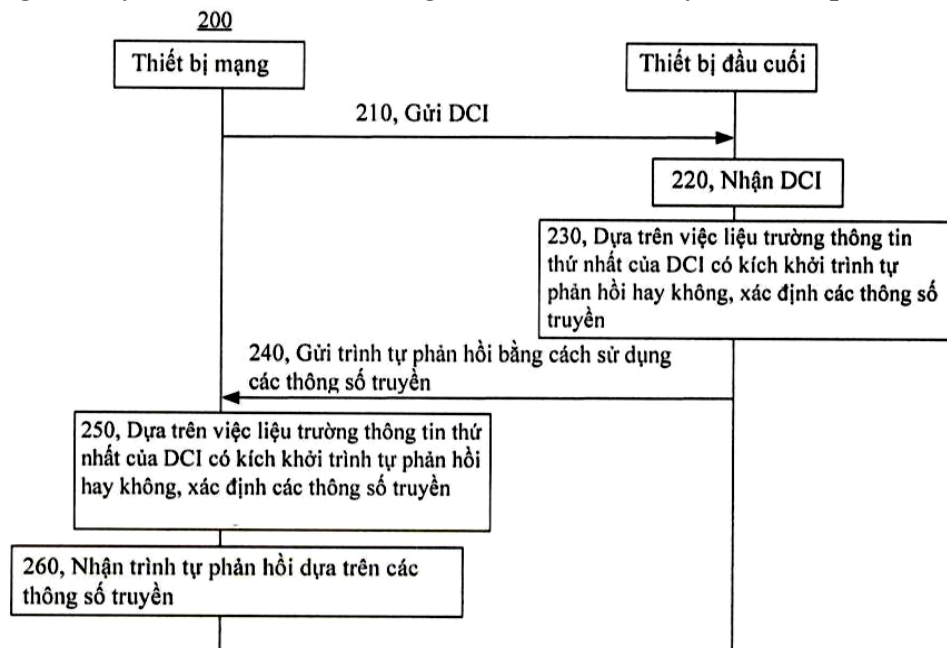 200
Thiết bị mạng
Thiết bị đầu cuối
210, Gửi DCI
220, Nhận DCI
230, Dựa trên việc liệu trường thông tin
thứ nhất của DCI có kích khởi trình tự
phản hồi hay không, xác định các thông số
truyền
240, Gửi trình tự phản hồi bằng cách sử dụng
các thông số truyền
250, Dựa trên việc liệu trường thông tin thứ
nhất của DCI có kích khởi trình tự phản hồi
hay không, xác định các thông số truyền
260, Nhận trình tự phản hồi dựa trên các
thông số truyền